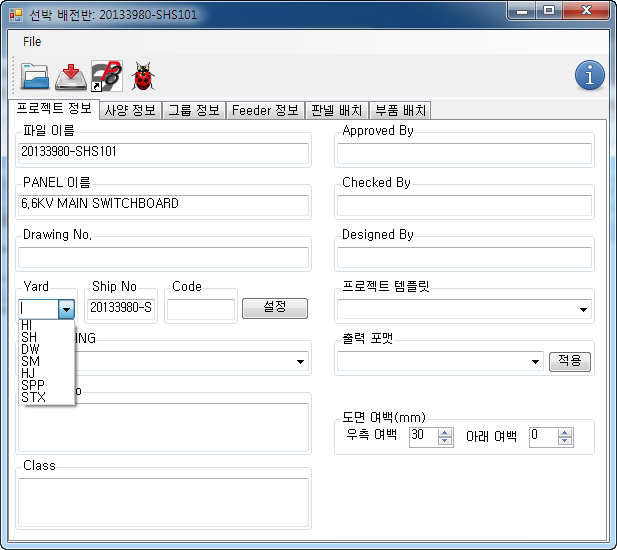 선박 배전반: 20133980-SHS101
File
프로젝트 정보 사양 정보 그룹 정보 Feeder 정보 판넬 배치 부품 배치
파일 이름
20133980-SHS101
Approved By
PANEL 이름
6,6KV MAIN SWITCHBOARD
Checked By
Drawing No.
Designed By
Yard Ship No Code
20133980-S
설정
프로젝트 템플릿
HI
SH
DW
SM
HJ
SPP
STX
NG
출력 포맷
적용
o
도면 여백(mm)
우측 여백 30 아래 여백 0
Class